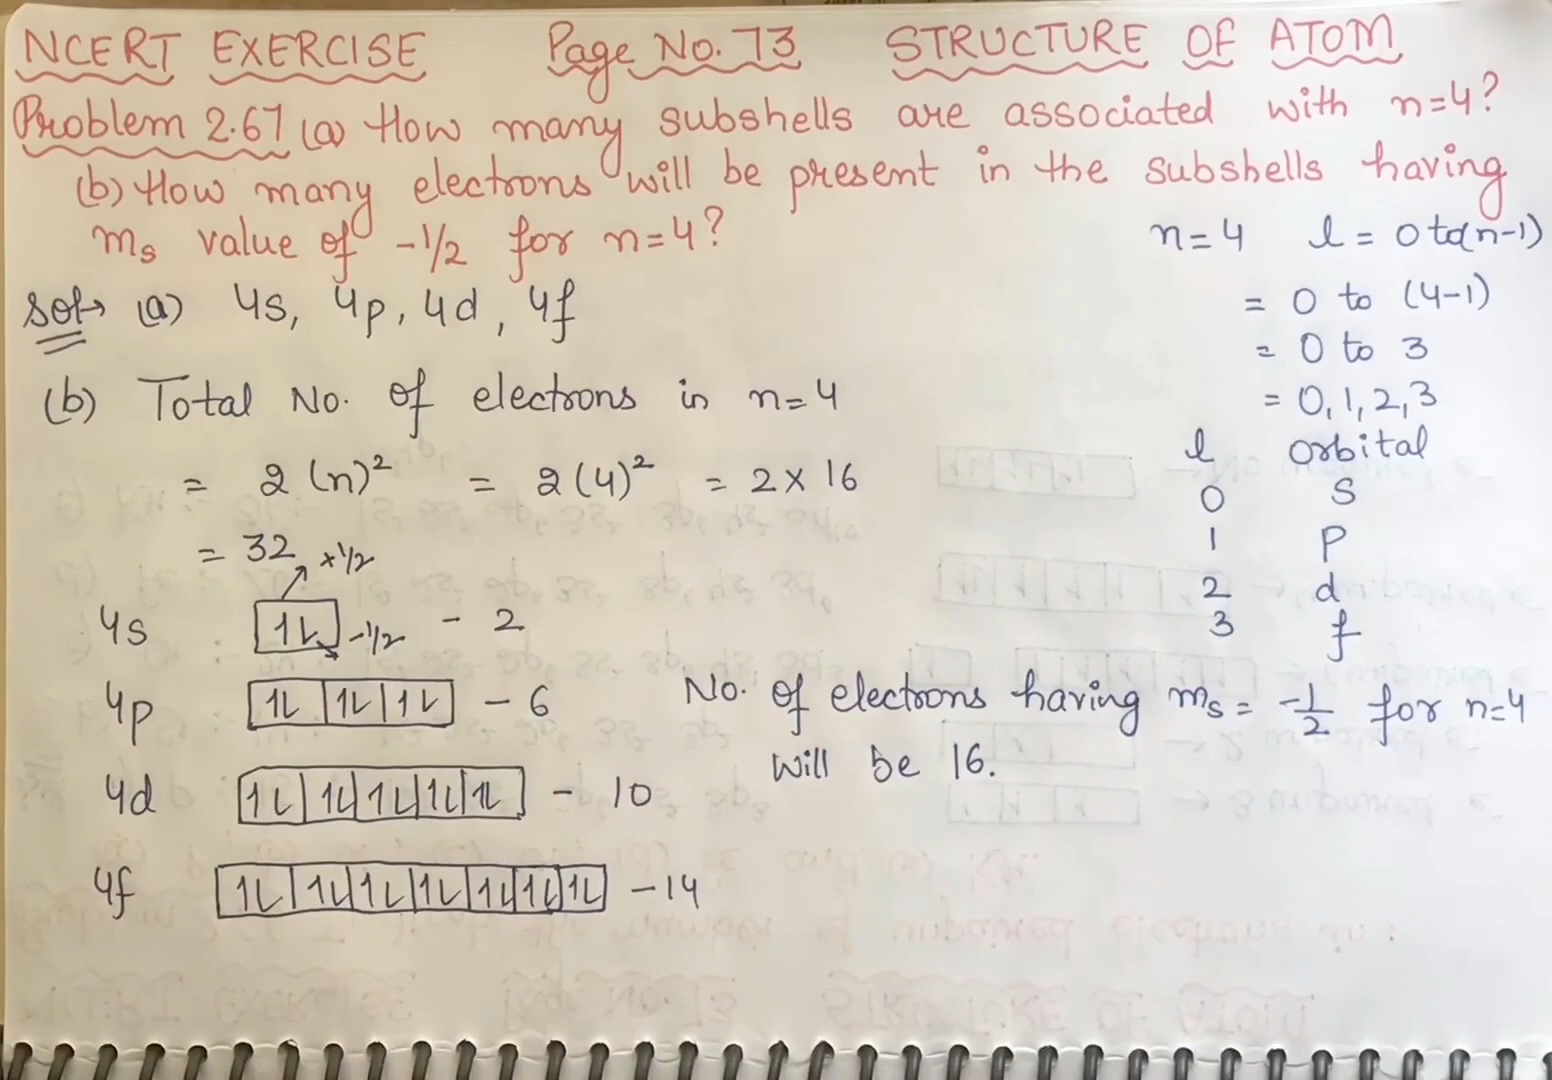 NCERT EXERCISE Page No. 73 STRUCTURE OF ATOM
Problem 2.67 (a) How many subshells are associated with n=4?
(b) How many electrons will be present in the subshells having
ms value of -1/2 for n=4?
n=4 l = 0 to (n-1)
= 0 to (4-1)
= 0 to 3
= 0,1,2,3
l orbital
0 s
1 p
2 d
3 f
Sol→ (a) 4s, 4p, 4d, 4f
(b) Total No. of electrons in n=4
= 2(n)² = 2(4)² = 2×16
= 32
+1/2
4s 1L -1/2 - 2
4p 1L 1L 1L - 6
4d 1L 1L 1L 1L 1L - 10
4f 1L 1L 1L 1L 1L 1L 1L - 14
No. of electrons having ms = -1/2 for n=4
will be 16.